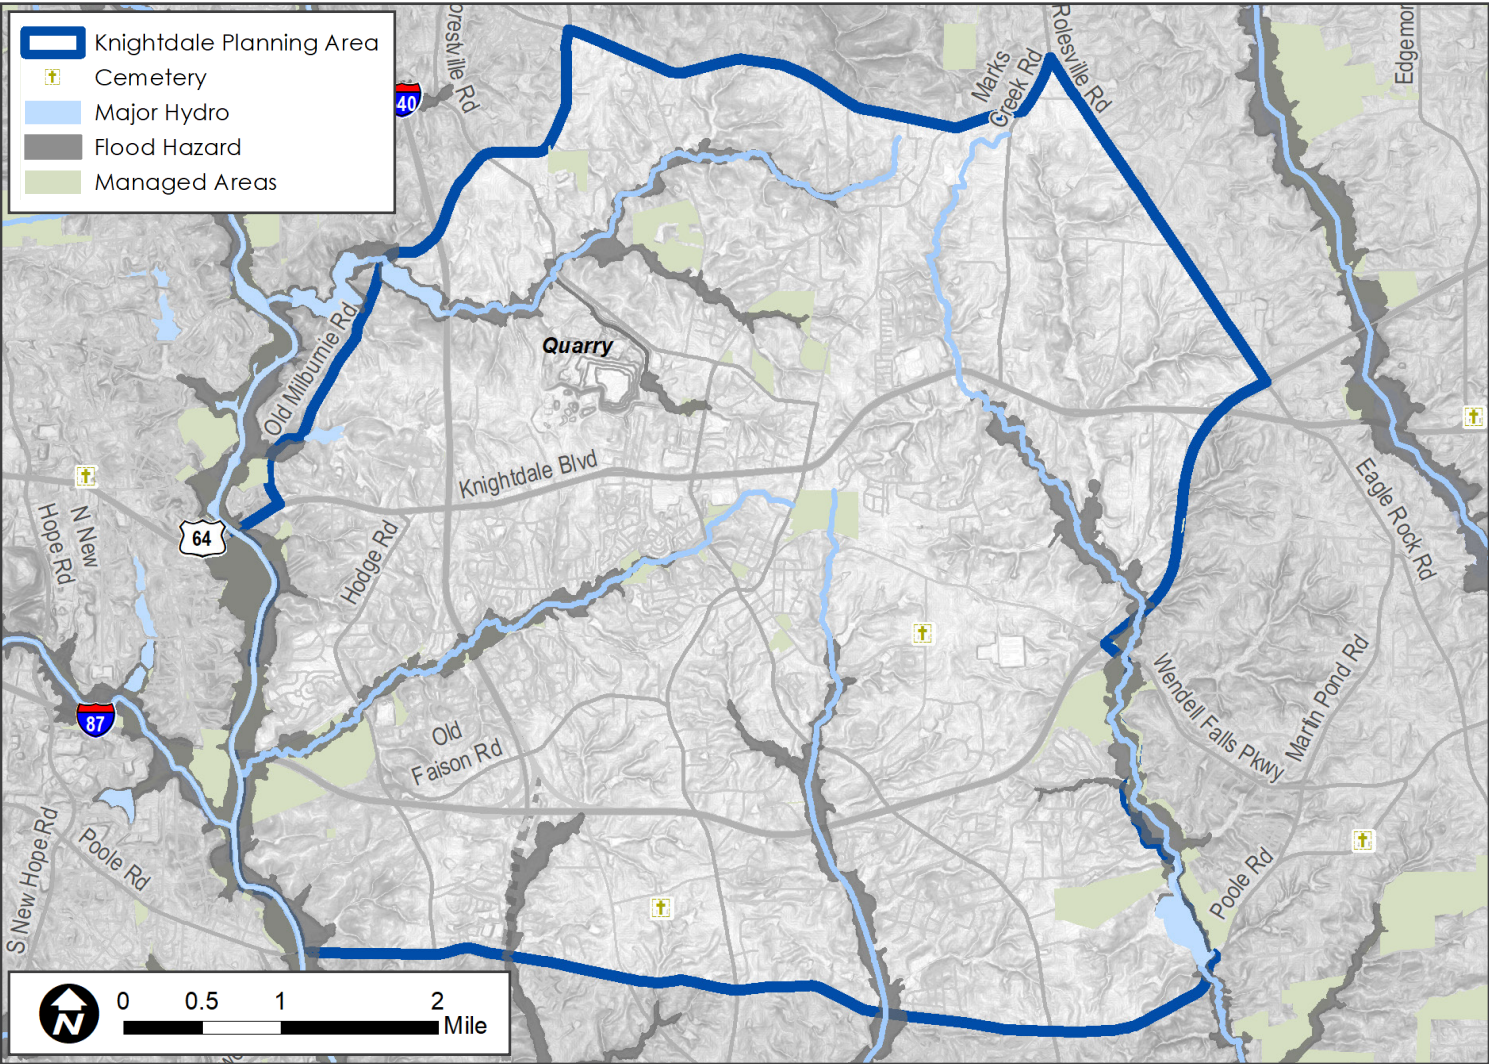 Knightdale Planning Area
Cemetery
Major Hydro
Flood Hazard
Managed Areas
40
orestville Rd
Marks
Creek Rd
Rolesville Rd
Edgemor
Old Milburnie Rd
Quarry
Knightdale Blvd
N New
Hope Rd
64
Hodge Rd
Eagle Rock Rd
87
Old
Faison Rd
Wendell Falls Pkwy
Martin Pond Rd
S New Hope Rd
Poole Rd
Poole Rd
N
0 0.5 1 2
Mile